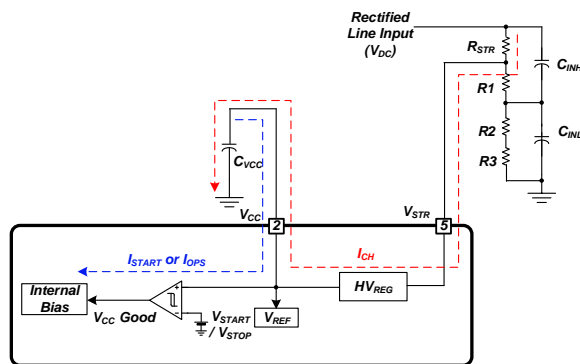 Rectified
Line Input
(VDC)
RSTR
CINH
R1
R2
CINL
R3
CVCC
VCC
2
VSTR
5
ISTART or IOPS
ICH
Internal
Bias
HVREG
+
-
VCC Good
VSTART
/ VSTOP
VREF